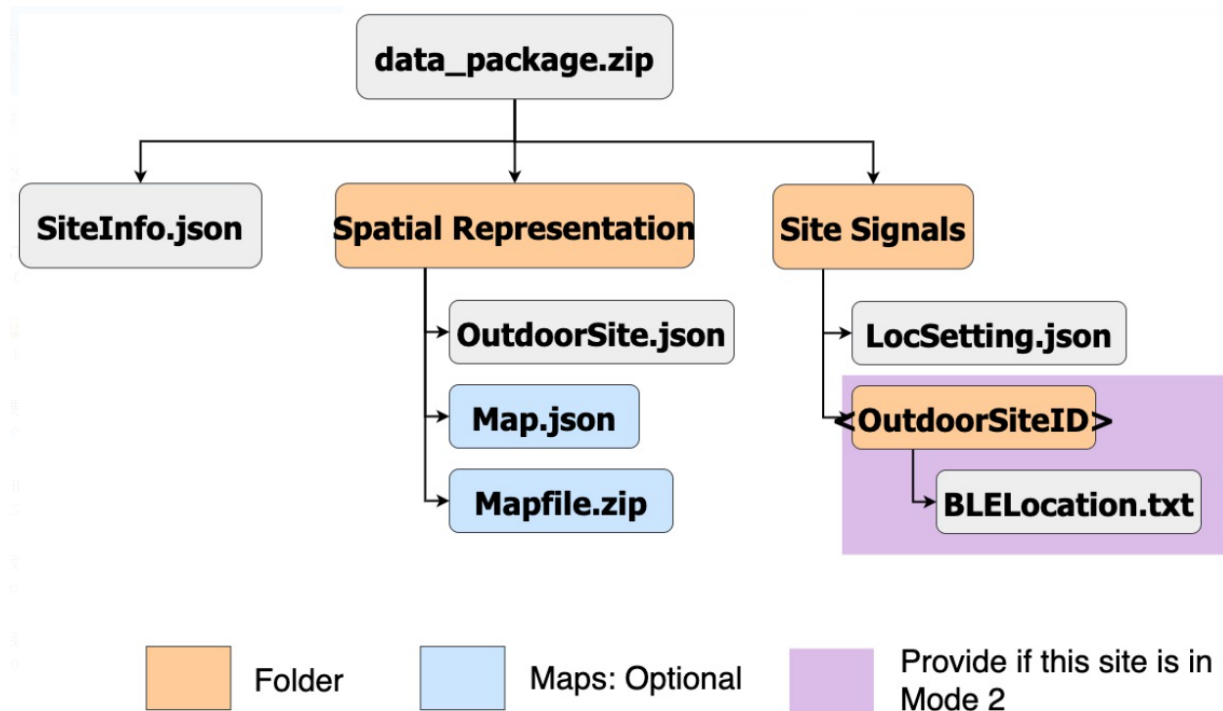 data_package.zip
SiteInfo.json
Spatial Representation
Site Signals
OutdoorSite.json
LocSetting.json
Map.json
<OutdoorSiteID>
Mapfile.zip
BLELocation.txt
Folder
Maps: Optional
Provide if this site is in
Mode 2